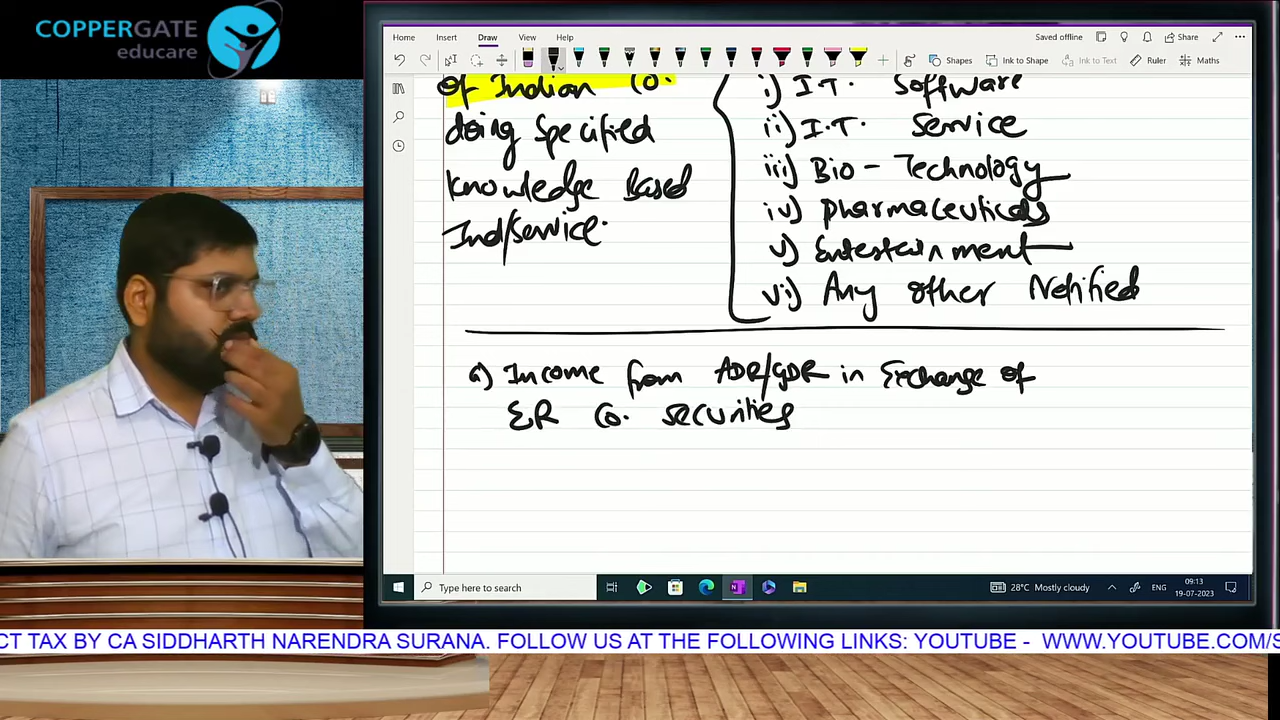 COPPERGATE
educare
Home Insert Draw View Help
Saved offline
Share
Shapes
Ink to Shape
Ink to Text
Ruler
Maths
of Indian Co.
doing Specified
Knowledge Based
Ind/Service.
i) I.T. Software
ii) I.T. Service
iii) Bio - Technology
iv) Pharmaceuticals
v) Entertainment
vi) Any other Notified
a) Income from ADR/GDR in Exchange of
ER Co. securities
Type here to search
28°C Mostly cloudy
ENG
09:13
19-07-2023
CT TAX BY CA SIDDHARTH NARENDRA SURANA. FOLLOW US AT THE FOLLOWING LINKS: YOUTUBE - WWW.YOUTUBE.COM/S